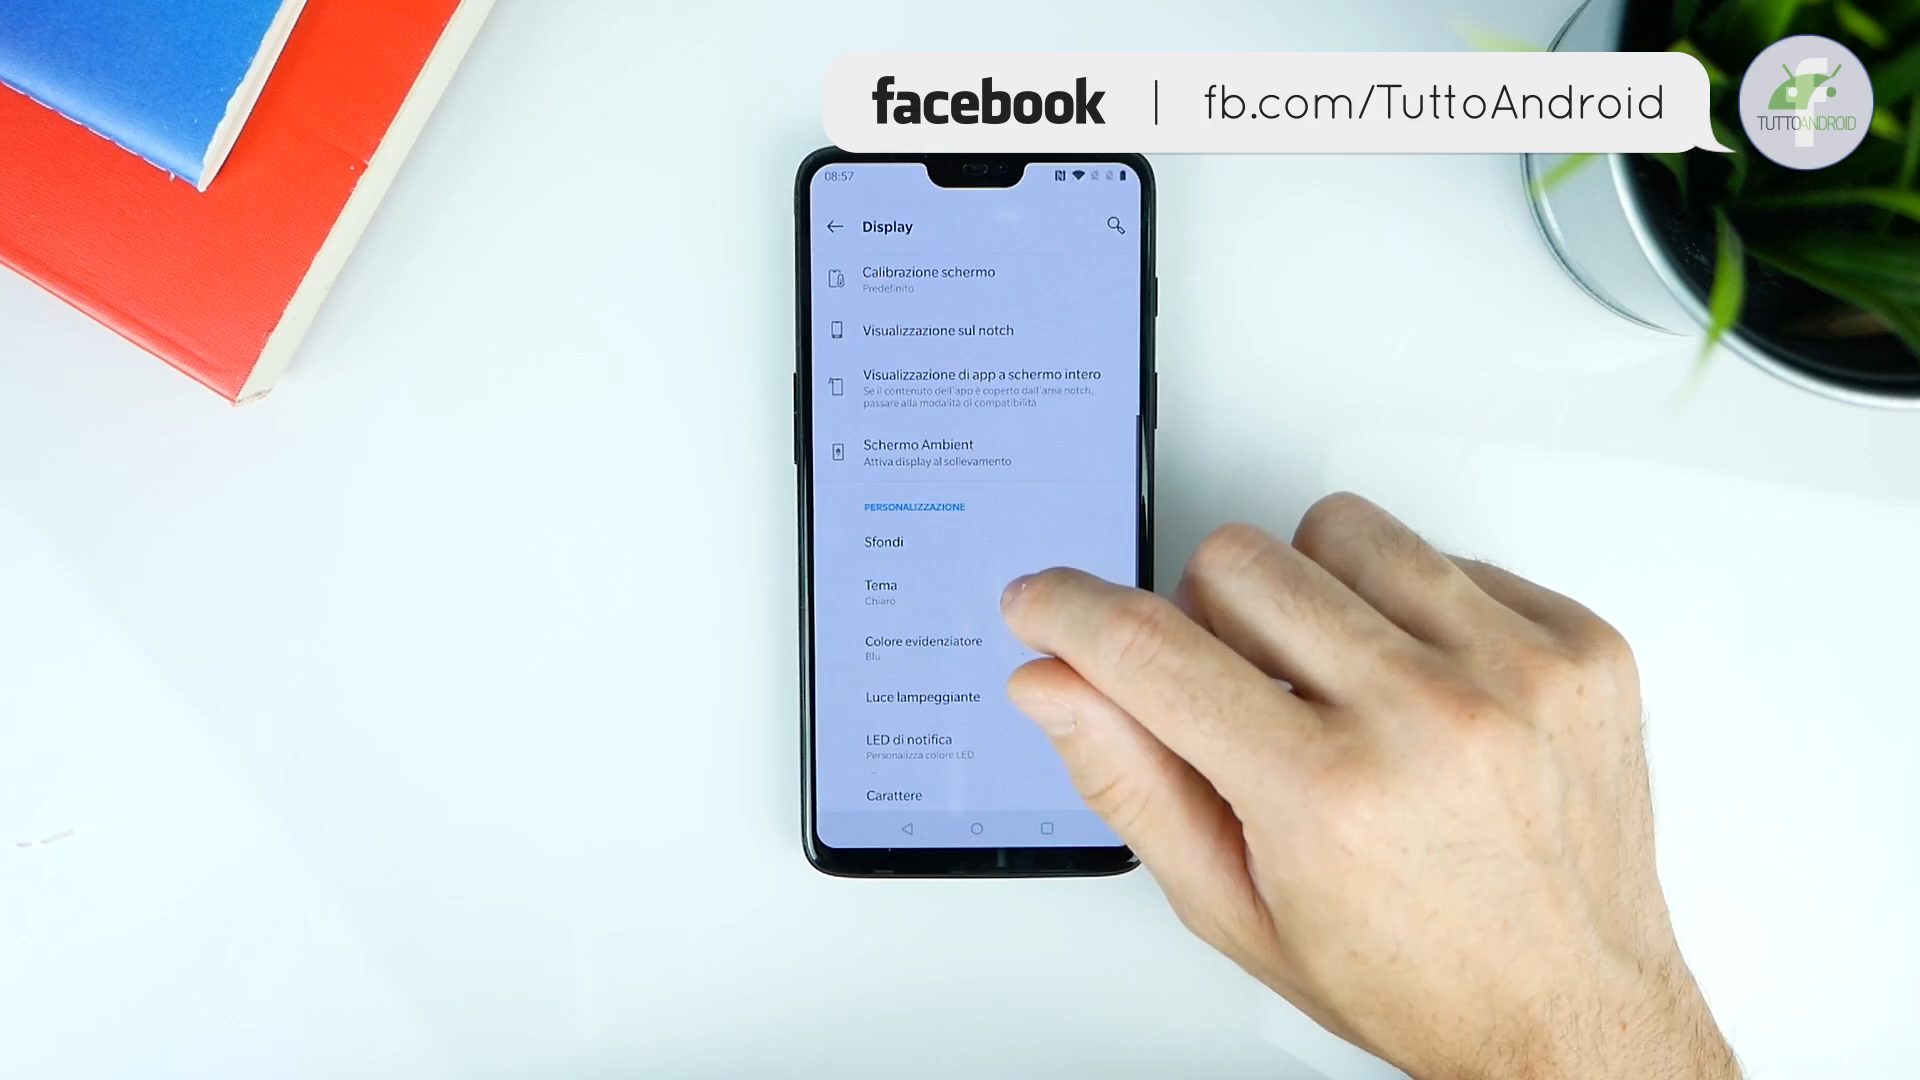 facebook | fb.com/TuttoAndroid
TUTTOANDROID
08:57
Display
Calibrazione schermo
Predefinito
Visualizzazione sul notch
Visualizzazione di app a schermo intero
Se il contenuto dell'app è coperto dall'area notch,
passare alla modalità di compatibilità
Schermo Ambient
Attiva display al sollevamento
PERSONALIZZAZIONE
Sfondi
Tema
Chiaro
Colore evidenziatore
Blu
Luce lampeggiante
LED di notifica
Personalizza colore LED
Carattere